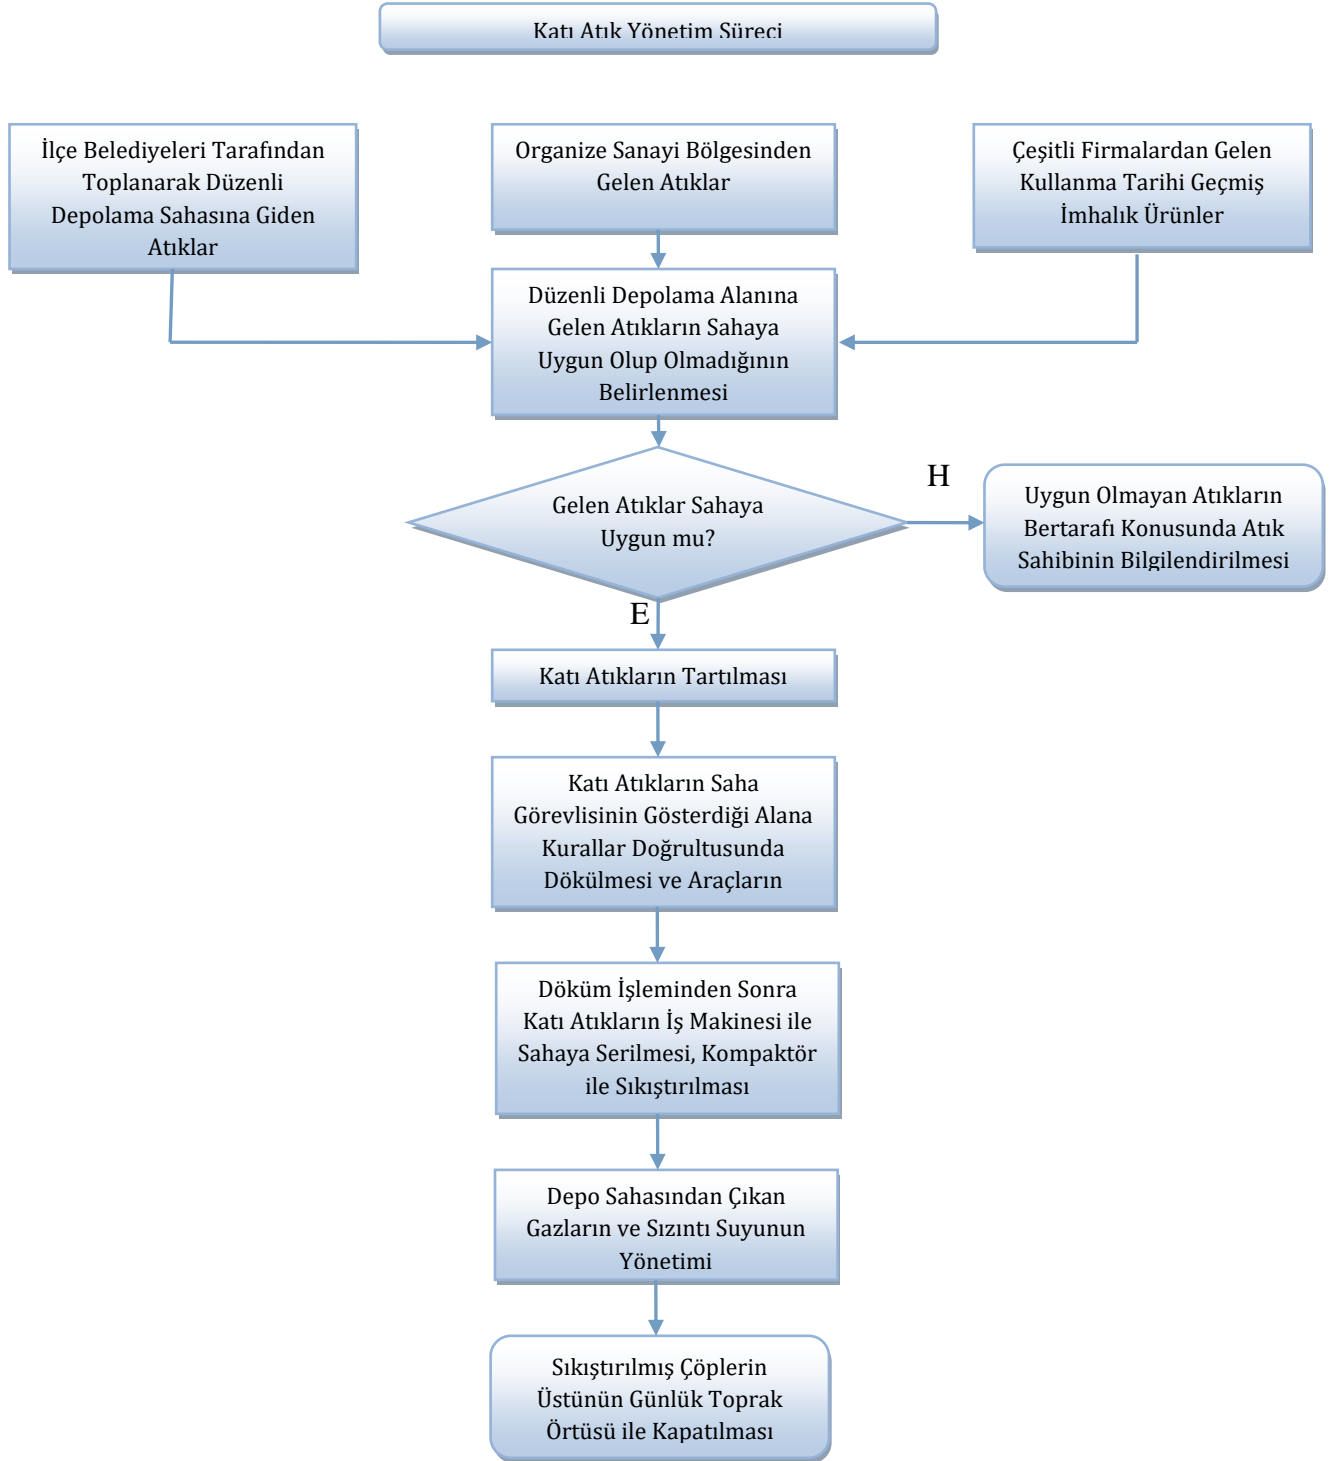 Katı Atık Yönetim Süreci
İlçe Belediyeleri Tarafından
Toplanarak Düzenli
Depolama Sahasına Giden
Atıklar
Organize Sanayi Bölgesinden
Gelen Atıklar
Çeşitli Firmalardan Gelen
Kullanma Tarihi Geçmiş
İmhalık Ürünler
Düzenli Depolama Alanına
Gelen Atıkların Sahaya
Uygun Olup Olmadığının
Belirlenmesi
Gelen Atıklar Sahaya
Uygun mu?
H
Uygun Olmayan Atıkların
Bertarafı Konusunda Atık
Sahibinin Bilgilendirilmesi
E
Katı Atıkların Tartılması
Katı Atıkların Saha
Görevlisinin Gösterdiği Alana
Kurallar Doğrultusunda
Dökülmesi ve Araçların
Döküm İşleminden Sonra
Katı Atıkların İş Makinesi ile
Sahaya Serilmesi, Kompaktör
ile Sıkıştırılması
Depo Sahasından Çıkan
Gazların ve Sızıntı Suyunun
Yönetimi
Sıkıştırılmış Çöplerin
Üstünün Günlük Toprak
Örtüsü ile Kapatılması